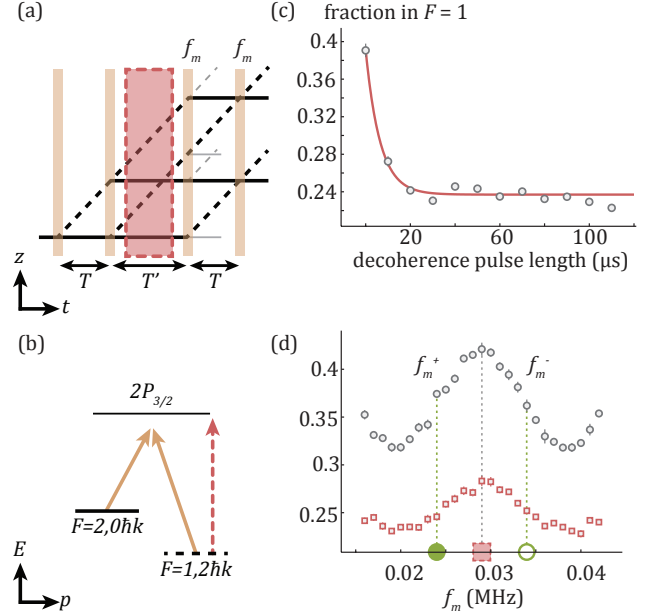 (a)
f_m f_m
T T' T
z
t
(b)
2P_{3/2}
F=2,0ħk
F=1,2ħk
E
p
(c) fraction in F = 1
0.4
0.36
0.32
0.28
0.24
20 60 100
decoherence pulse length (µs)
(d)
f_m^+ f_m^-
0.4
0.35
0.3
0.25
0.02 0.03 0.04
f_m (MHz)